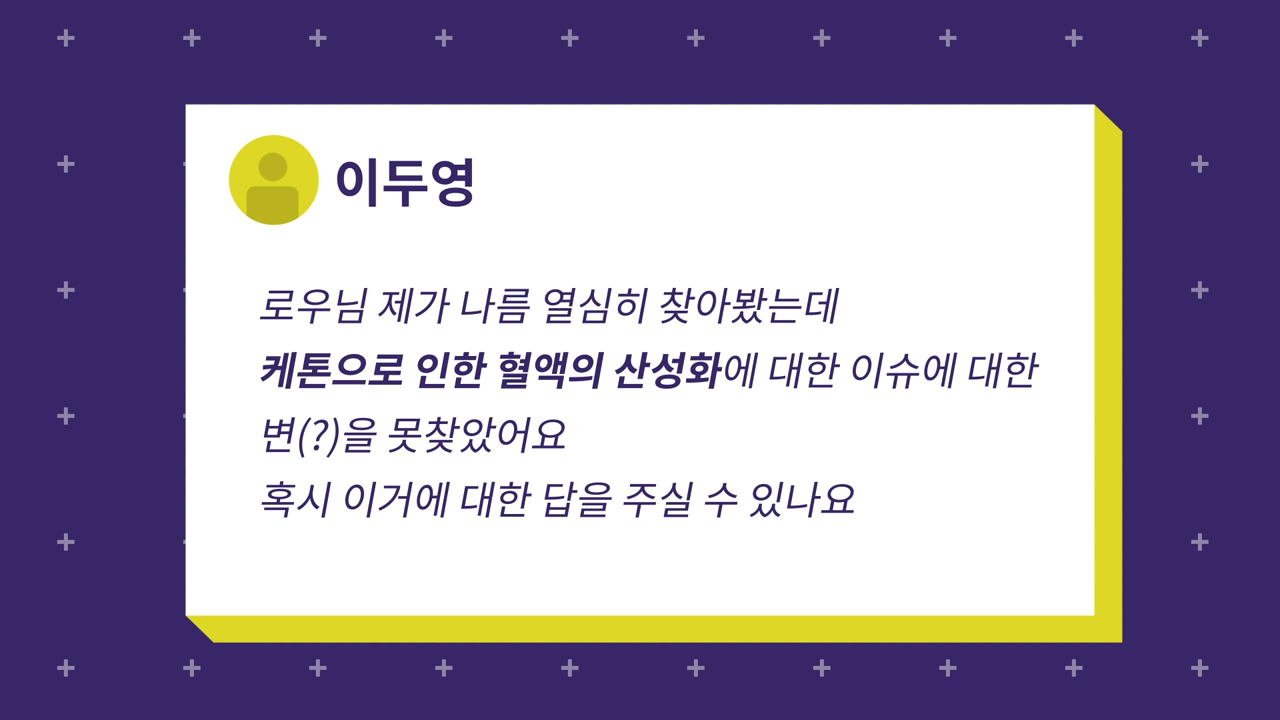 이두영
로우님 제가 나름 열심히 찾아봤는데
케톤으로 인한 혈액의 산성화에 대한 이슈에 대한
변(?)을 못찾았어요
혹시 이거에 대한 답을 주실 수 있나요